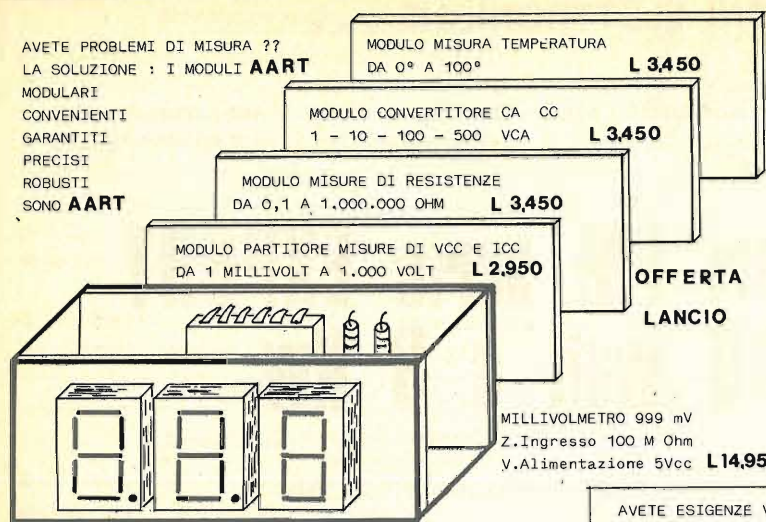 AVETE PROBLEMI DI MISURA ??
LA SOLUZIONE : I MODULI AART
MODULARI
CONVENIENTI
GARANTITI
PRECISI
ROBUSTI
SONO AART
MODULO MISURA TEMPERATURA
DA 0° A 100° L 3,450
MODULO CONVERTITORE CA CC
1 - 10 - 100 - 500 VCA L 3,450
MODULO MISURE DI RESISTENZE
DA 0,1 A 1.000.000 OHM L 3,450
MODULO PARTITORE MISURE DI VCC E ICC
DA 1 MILLIVOLT A 1.000 VOLT L 2,950
OFFERTA
LANCIO
MILLIVOLMETRO 999 mV
Z.Ingresso 100 M Ohm
V.Alimentazione 5Vcc L 14,95
AVETE ESIGENZE